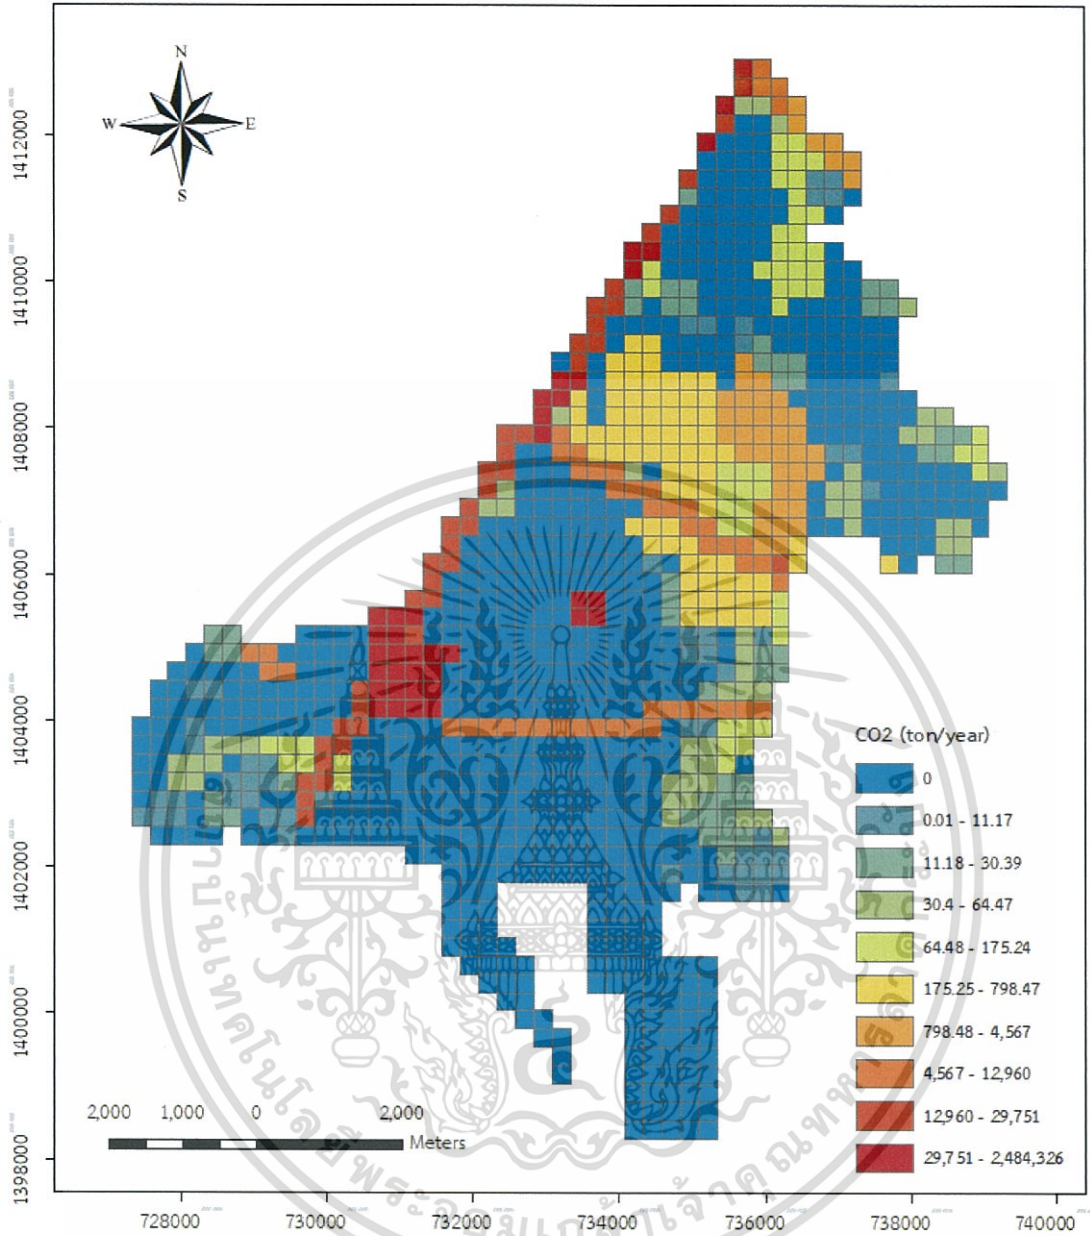 N
W E
S
1412000
1410000
1408000
1406000
1404000
1402000
1400000
1398000
CO2 (ton/year)
0
0.01 - 11.17
11.18 - 30.39
30.4 - 64.47
64.48 - 175.24
175.25 - 798.47
798.48 - 4,567
4,567 - 12,960
12,960 - 29,751
29,751 - 2,484,326
2,000 1,000 0 2,000
Meters
728000 730000 732000 734000 736000 738000 740000